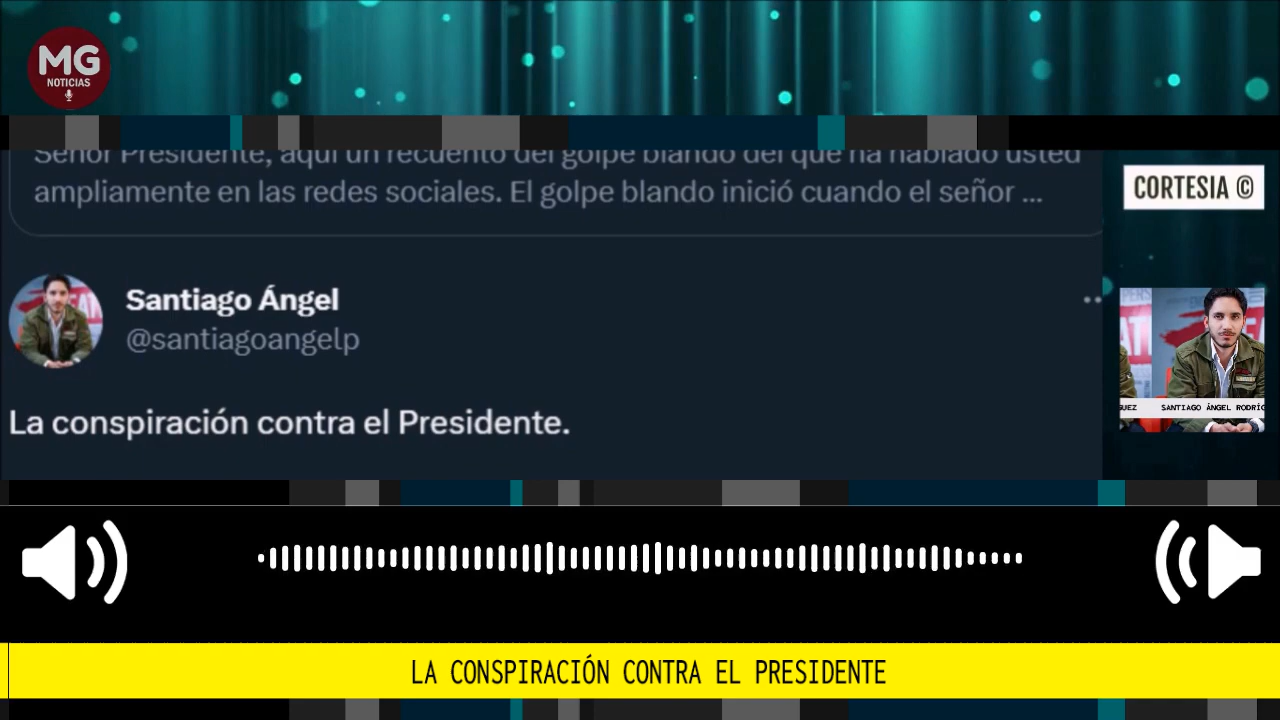 MG
NOTICIAS
Señor Presidente, aquí un recuento del golpe blando del que ha hablado usted
ampliamente en las redes sociales. El golpe blando inició cuando el señor ...
CORTESIA ©
Santiago Ángel
@santiagoangelp
La conspiración contra el Presidente.
SANTIAGO ÁNGEL
LA CONSPIRACIÓN CONTRA EL PRESIDENTE